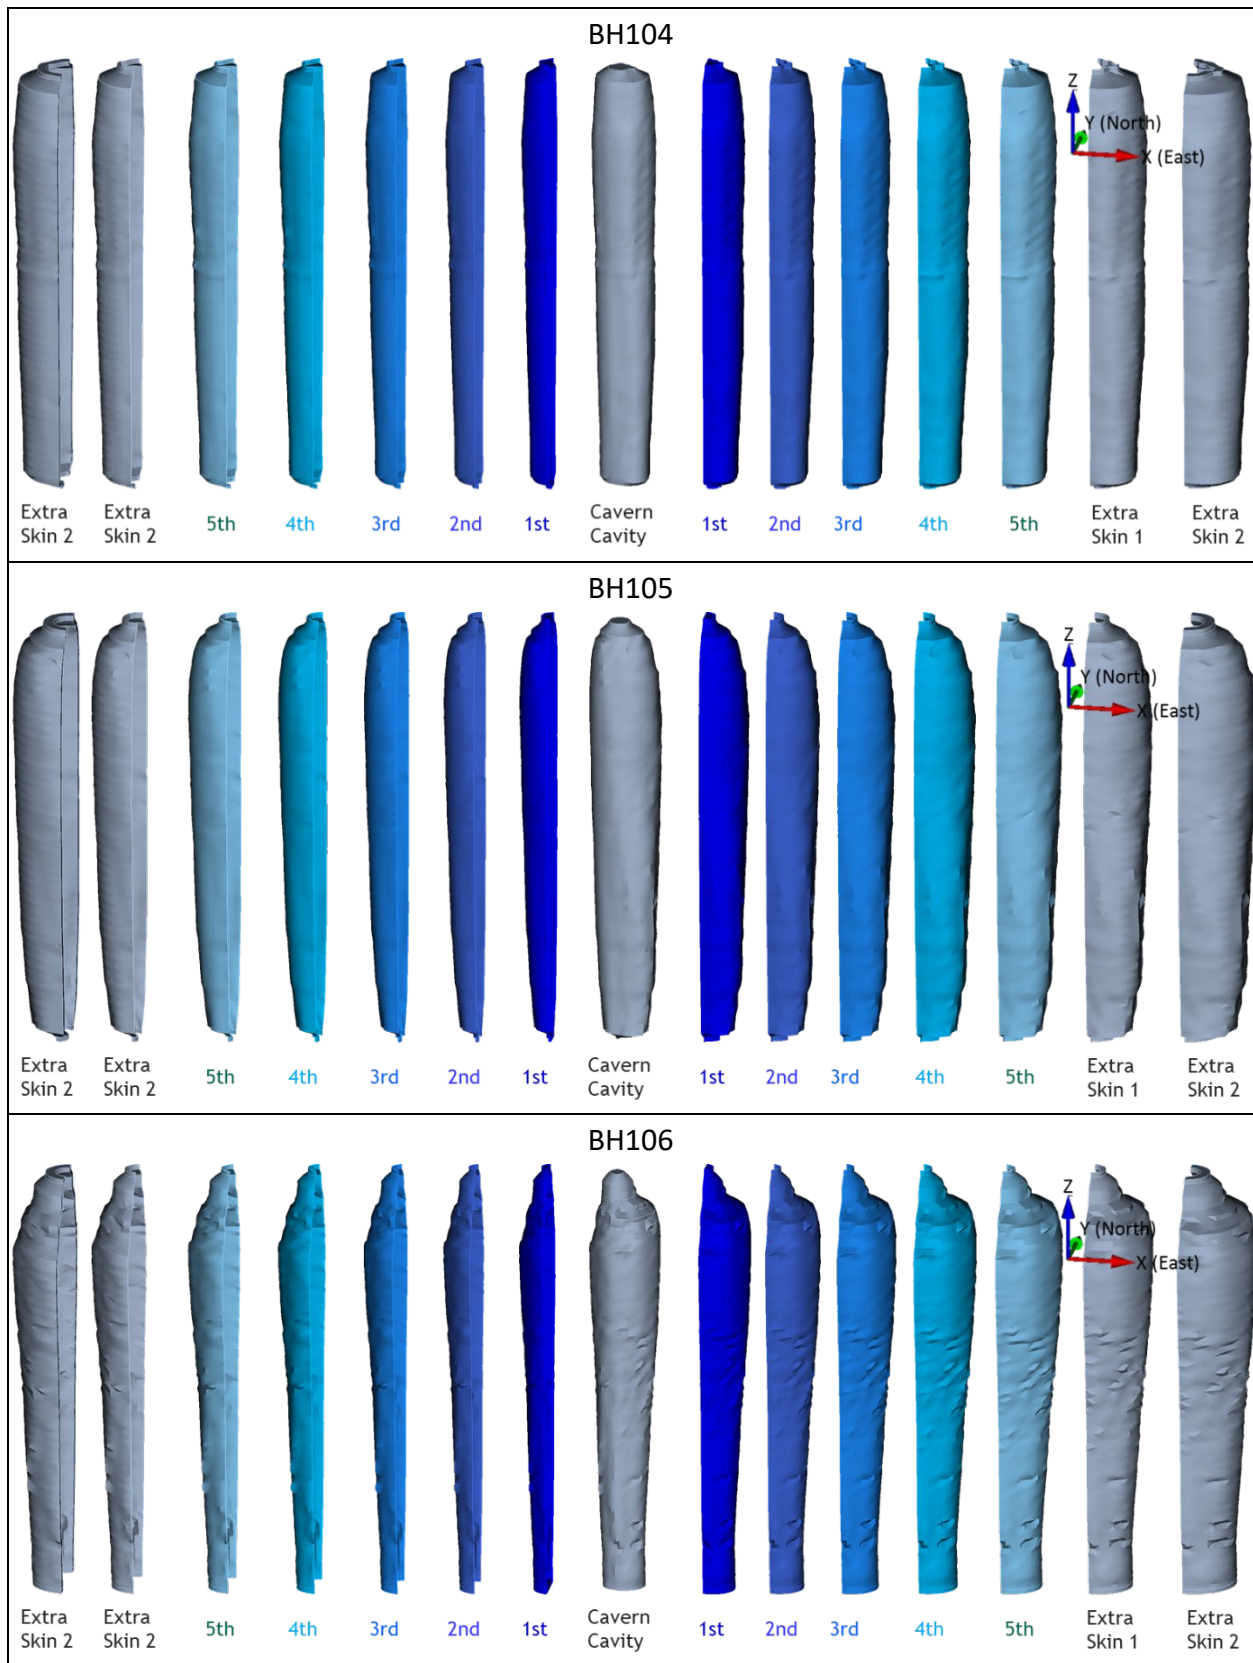 BH104
Z
Y (North)
X (East)
Extra Extra 5th 4th 3rd 2nd 1st Cavern 1st 2nd 3rd 4th 5th Extra Extra
Skin 2 Skin 2 Cavity Skin 1 Skin 2
BH105
Z
Y (North)
X (East)
Extra Extra 5th 4th 3rd 2nd 1st Cavern 1st 2nd 3rd 4th 5th Extra Extra
Skin 2 Skin 2 Cavity Skin 1 Skin 2
BH106
Z
Y (North)
X (East)
Extra Extra 5th 4th 3rd 2nd 1st Cavern 1st 2nd 3rd 4th 5th Extra Extra
Skin 2 Skin 2 Cavity Skin 1 Skin 2